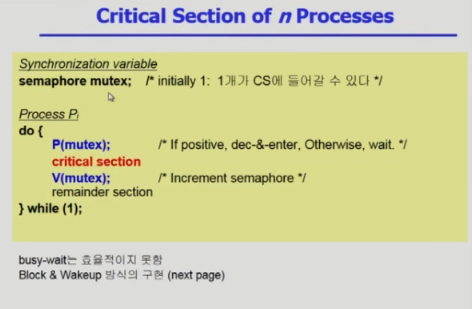 Critical Section of n Processes
Synchronization variable
semaphore mutex; /* initially 1: 1개가 CS에 들어갈 수 있다 */
Process Pi
do {
P(mutex); /* If positive, dec-&-enter, Otherwise, wait. */
critical section
V(mutex); /* Increment semaphore */
remainder section
} while (1);
busy-wait는 효율적이지 못함
Block & Wakeup 방식의 구현 (next page)